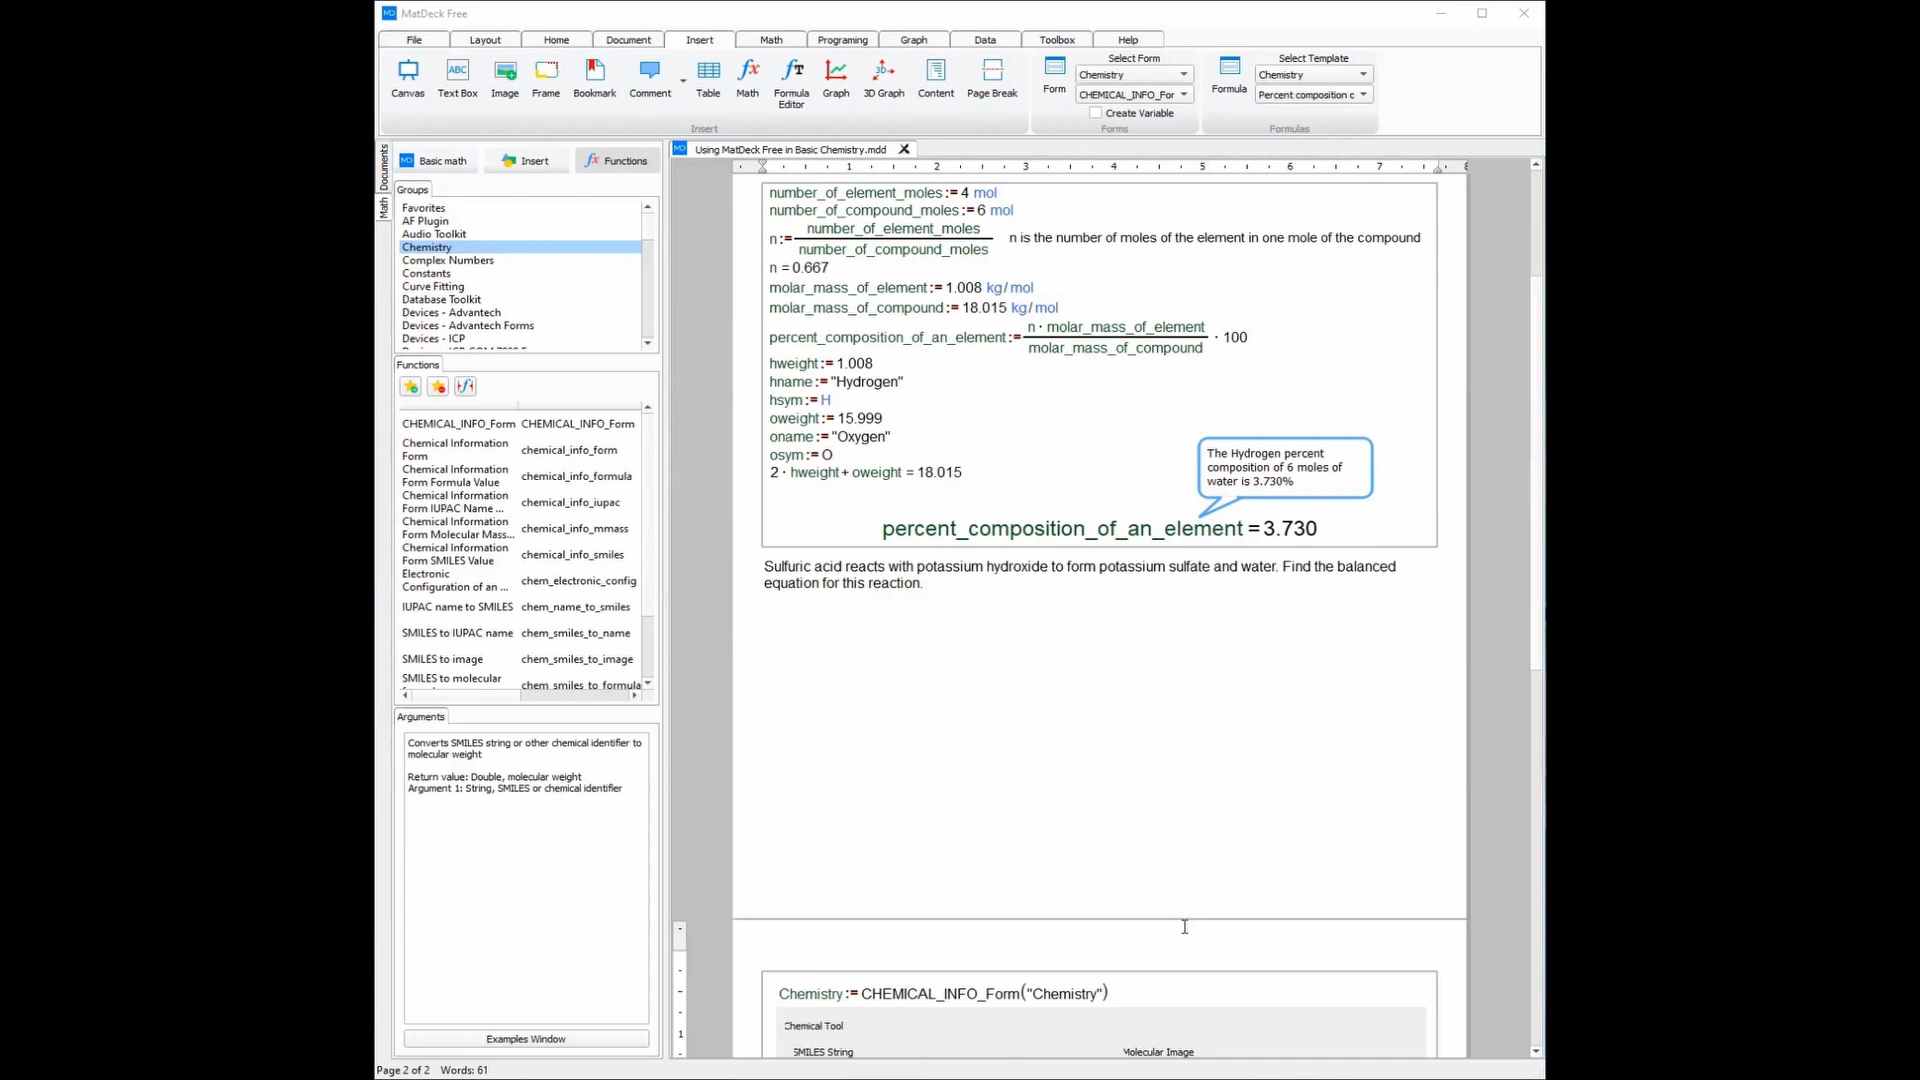 MatDeck Free
File Layout Home Document Insert Math Programing Graph Data Toolbox Help
Canvas Text Box Image Frame Bookmark Comment Table Math Formula Editor Graph 3D Graph Content Page Break
Insert
Form
Select Form
Chemistry
CHEMICAL_INFO_For
Create Variable
Forms
Formula
Select Template
Chemistry
Percent composition c
Formulas
Documents
Math
Basic math Insert Functions
Groups
Favorites
AF Plugin
Audio Toolkit
Chemistry
Complex Numbers
Constants
Curve Fitting
Database Toolkit
Devices - Advantech
Devices - Advantech Forms
Devices - ICP
Functions
CHEMICAL_INFO_Form CHEMICAL_INFO_Form
Chemical Information
Form chemical_info_form
Chemical Information
Form Formula Value chemical_info_formula
Chemical Information
Form IUPAC Name ... chemical_info_iupac
Chemical Information
Form Molecular Mass... chemical_info_mmass
Chemical Information
Form SMILES Value chemical_info_smiles
Electronic
Configuration of an ... chem_electronic_config
IUPAC name to SMILES chem_name_to_smiles
SMILES to IUPAC name chem_smiles_to_name
SMILES to image chem_smiles_to_image
SMILES to molecular chem_smiles_to_formula
Arguments
Converts SMILES string or other chemical identifier to
molecular weight
Return value: Double, molecular weight
Argument 1: String, SMILES or chemical identifier
Examples Window
Page 2 of 2 Words: 61
Using MatDeck Free in Basic Chemistry.mdd
1 2 3 4 5 6 7 8
number_of_element_moles := 4 mol
number_of_compound_moles := 6 mol
n := number_of_element_moles / number_of_compound_moles n is the number of moles of the element in one mole of the compound
n = 0.667
molar_mass_of_element := 1.008 kg/mol
molar_mass_of_compound := 18.015 kg/mol
percent_composition_of_an_element := n · molar_mass_of_element / molar_mass_of_compound · 100
hweight := 1.008
hname := "Hydrogen"
hsym := H
oweight := 15.999
oname := "Oxygen"
osym := O
2 · hweight + oweight = 18.015
The Hydrogen percent
composition of 6 moles of
water is 3.730%
percent_composition_of_an_element = 3.730
Sulfuric acid reacts with potassium hydroxide to form potassium sulfate and water. Find the balanced
equation for this reaction.
Chemistry := CHEMICAL_INFO_Form("Chemistry")
Chemical Tool
SMILES String Molecular Image
1